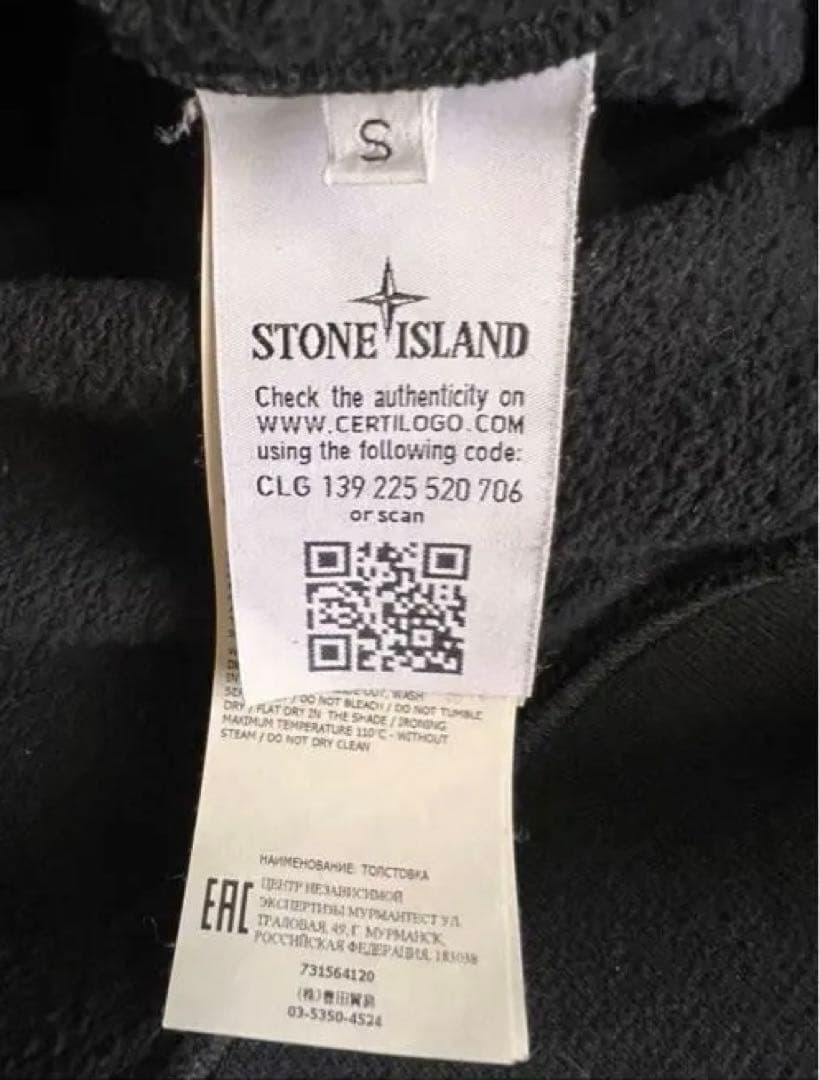 S
STONE ISLAND
Check the authenticity on
WWW.CERTILOGO.COM
using the following code:
CLG 139 225 520 706
or scan
WASH
DO NOT BLEACH / DO NOT TUMBLE
DRY / FLAT DRY IN THE SHADE / IRONING
MAXIMUM TEMPERATURE 110°C - WITHOUT
STEAM / DO NOT DRY CLEAN
НАИМЕНОВАНИЕ: ТОЛСТОВКА
EAC
ЦЕНТР НЕЗАВИСИМОЙ
ЭКСПЕРТИЗЫ МУРМАНТЕСТ УЛ.
ТРАЛОВАЯ, 49, Г. МУРМАНСК,
РОССИЙСКАЯ ФЕДЕРАЦИЯ, 183038
731564120
(株)豊田貿易
03-5350-4524